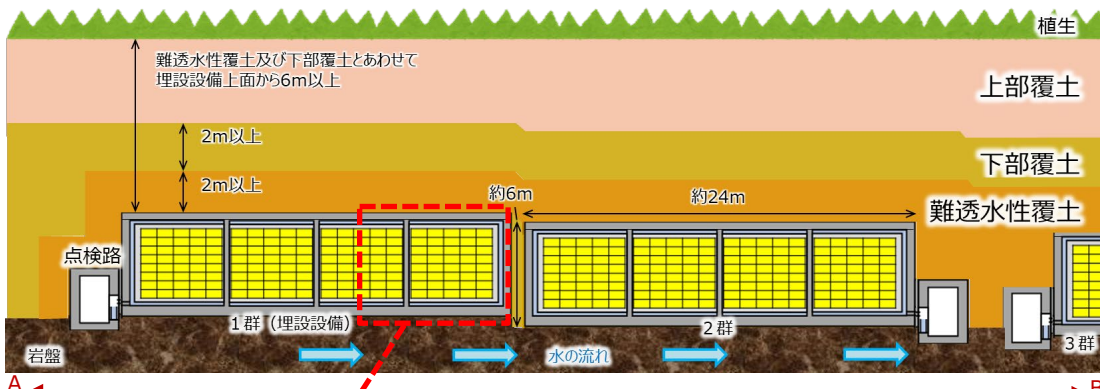 植生
難透水性覆土及び下部覆土とあわせて
埋設設備上面から6m以上
上部覆土
2m以上
下部覆土
2m以上
約6m
約24m
難透水性覆土
点検路
1群（埋設設備）
2群
3群
岩盤
水の流れ
A
B